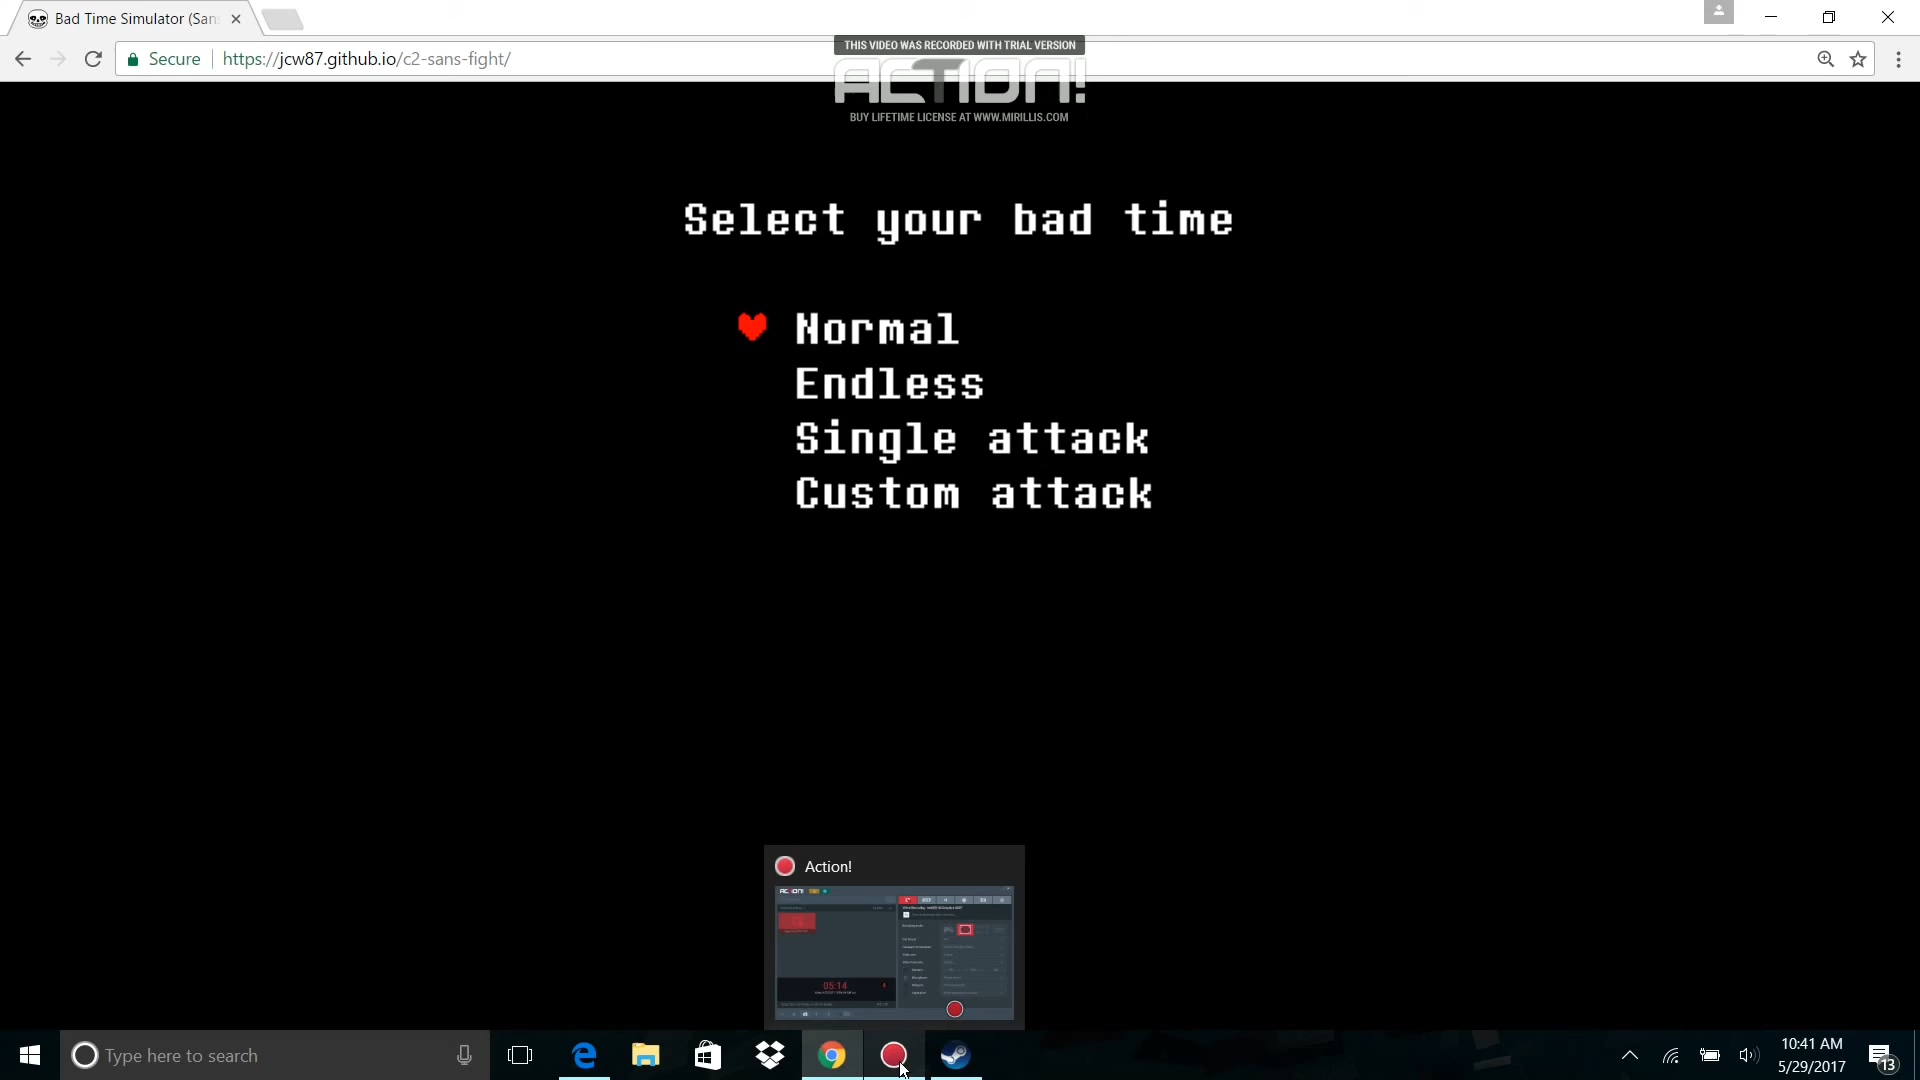 Bad Time Simulator (Sans
Secure https://jcw87.github.io/c2-sans-fight/
THIS VIDEO WAS RECORDED WITH TRIAL VERSION
ACTION!
BUY LIFETIME LICENSE AT WWW.MIRILLIS.COM
Select your bad time
Normal
Endless
Single attack
Custom attack
Action!
ACTION!
05:14
Type here to search
10:41 AM
5/29/2017
13